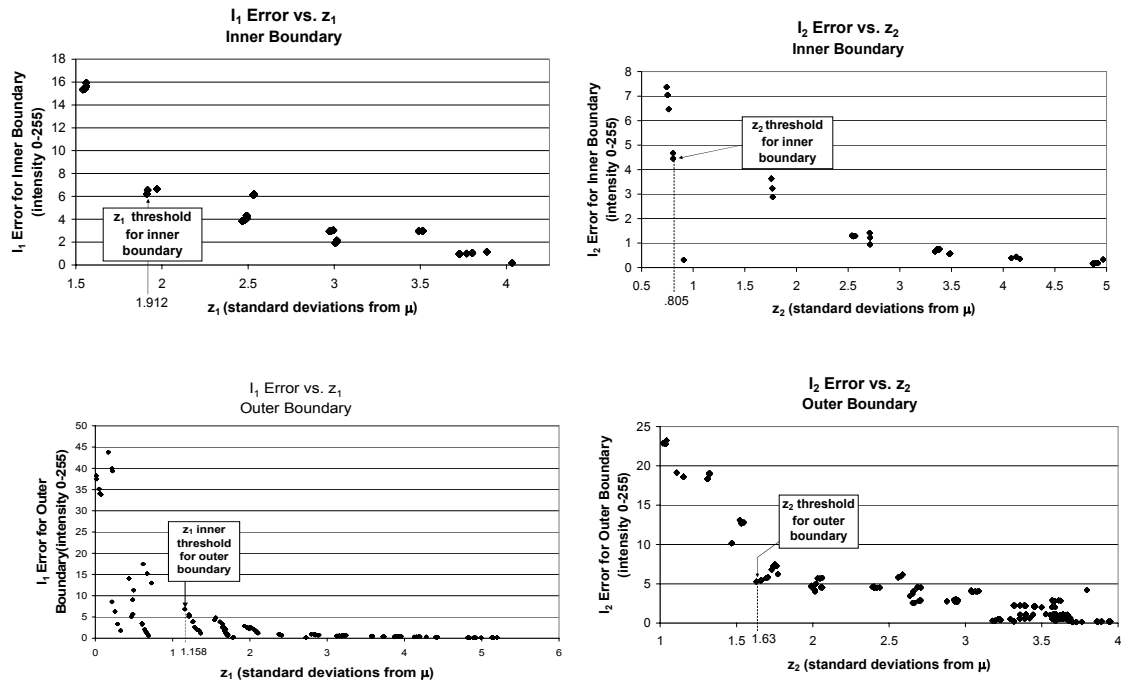 I₁ Error vs. z₁
Inner Boundary
I₁ Error for Inner Boundary
(intensity 0-255)
18
16
14
12
10
8
6
4
2
0
z₁ threshold
for inner
boundary
1.5 2 2.5 3 3.5 4
1.912
z₁ (standard deviations from μ)
I₂ Error vs. z₂
Inner Boundary
I₂ Error for Inner Boundary
(intensity 0-255)
8
7
6
5
4
3
2
1
0
z₂ threshold
for inner
boundary
0.5 1 1.5 2 2.5 3 3.5 4 4.5 5
.805
z₂ (standard deviations from μ)
I₁ Error vs. z₁
Outer Boundary
I₁ Error for Outer
Boundary(intensity 0-255)
50
45
40
35
30
25
20
15
10
5
0
z₁ inner
threshold
for outer
boundary
0 1 2 3 4 5 6
1.158
z₁ (standard deviations from μ)
I₂ Error vs. z₂
Outer Boundary
I₂ Error for Outer Boundary
(intensity 0-255)
25
20
15
10
5
0
z₂ threshold
for outer
boundary
1 1.5 2 2.5 3 3.5 4
1.63
z₂ (standard deviations from μ)